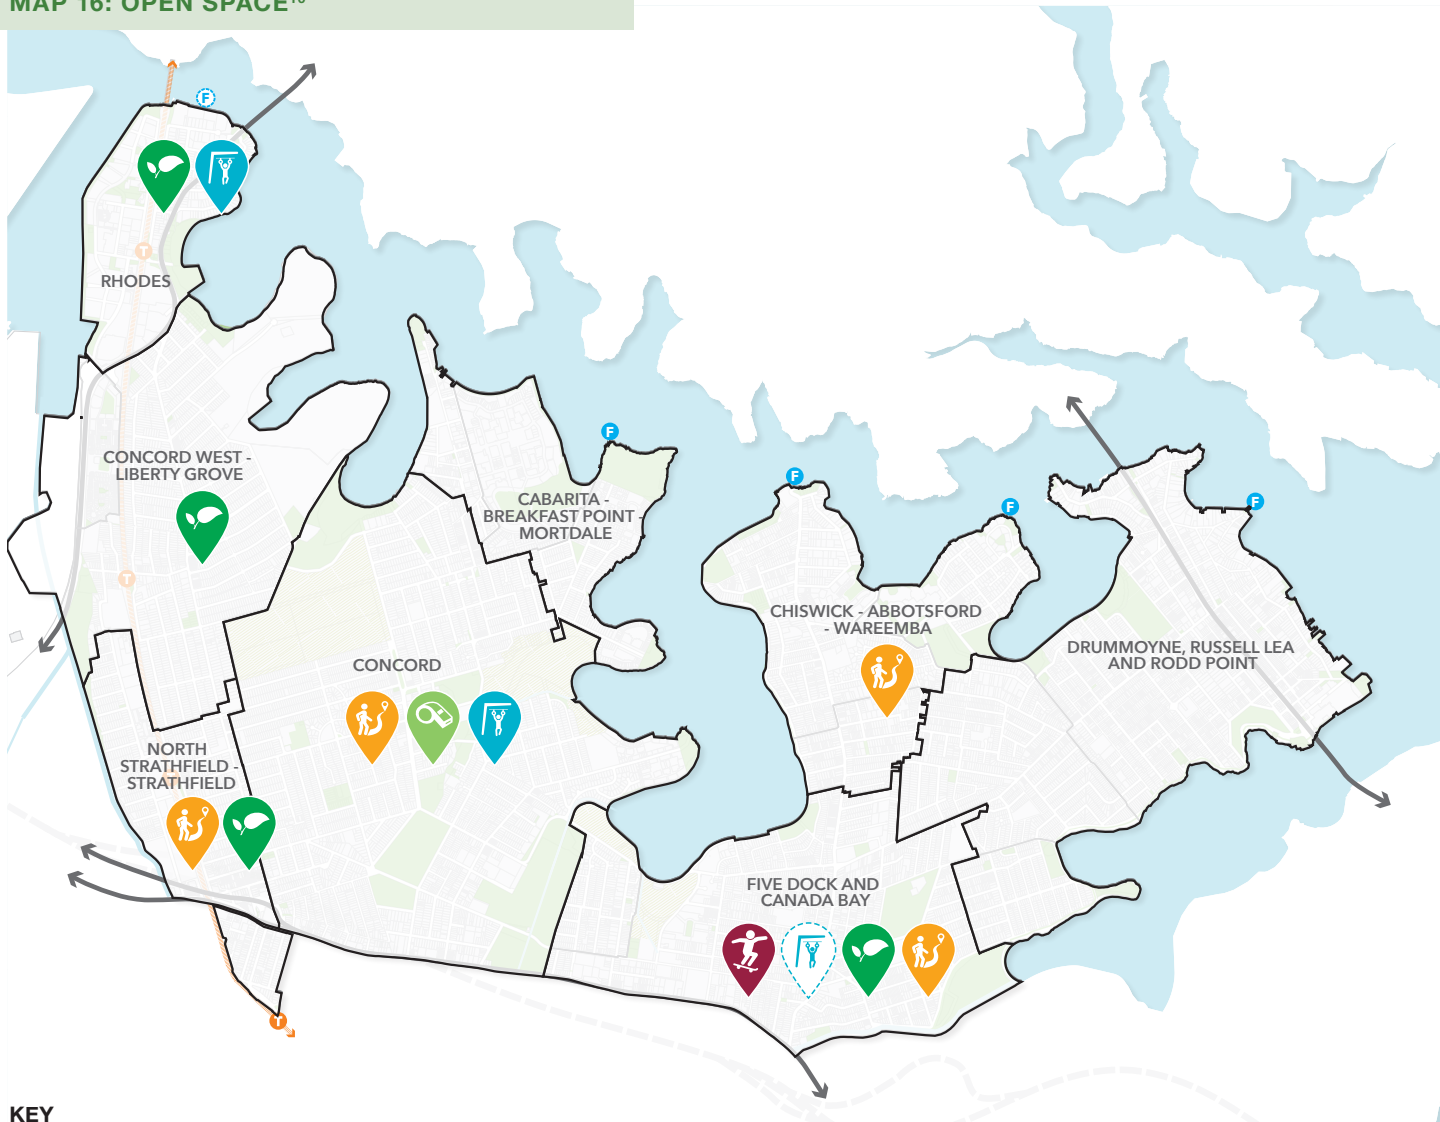 MAP 16: OPEN SPACE¹⁶
F
T
RHODES
CONCORD WEST -
LIBERTY GROVE
F
CABARITA -
BREAKFAST POINT -
MORTDALE
F
F
F
T
CHISWICK - ABBOTSFORD
- WAREEMBA
DRUMMOYNE, RUSSELL LEA
AND RODD POINT
CONCORD
NORTH
STRATHFIELD -
STRATHFIELD
FIVE DOCK AND
CANADA BAY
T
KEY